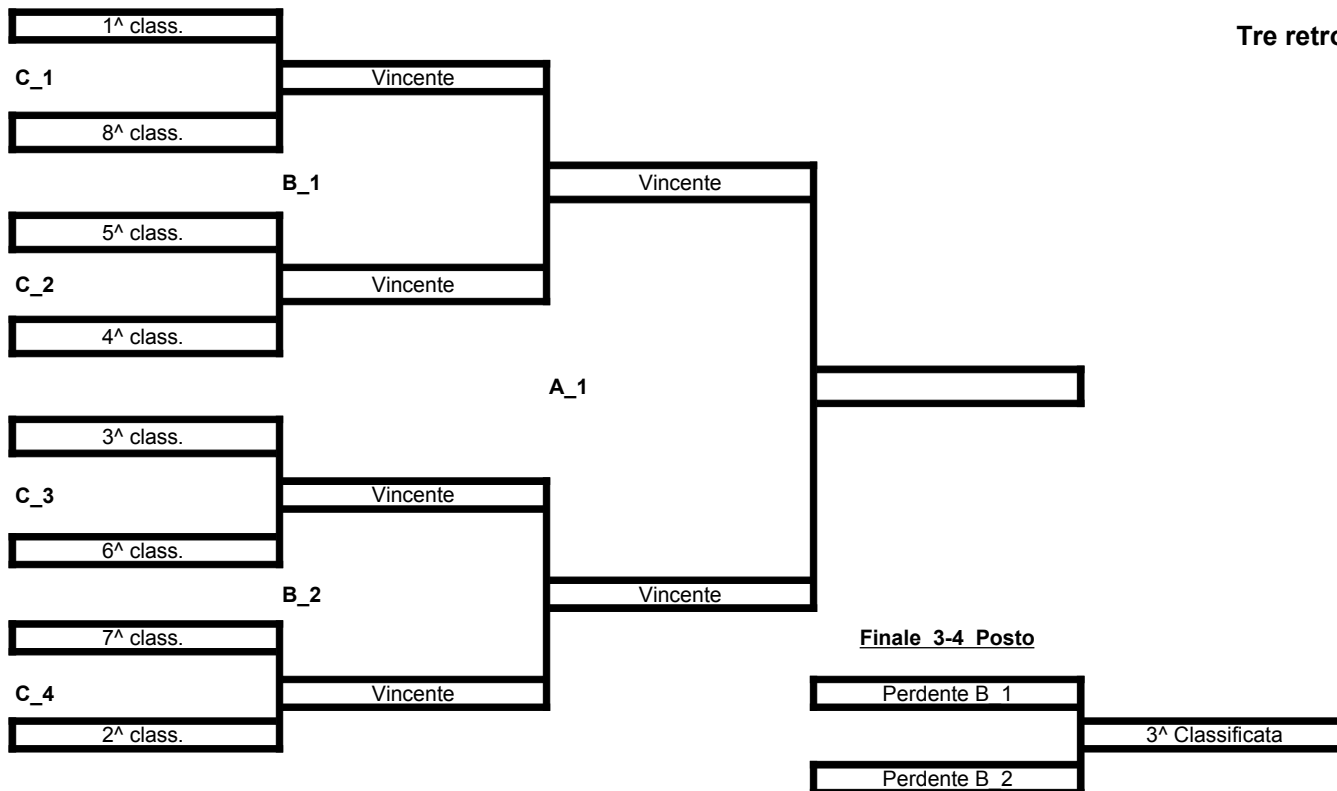 1^ class.
Tre retro
C_1
Vincente
8^ class.
B_1
Vincente
5^ class.
C_2
Vincente
4^ class.
A_1
3^ class.
C_3
Vincente
6^ class.
B_2
Vincente
7^ class.
Finale 3-4 Posto
C_4
Vincente
Perdente B_1
2^ class.
3^ Classificata
Perdente B_2